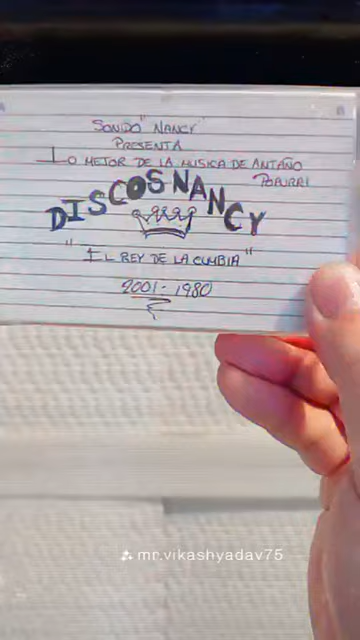 SONIDO "NANCY"
PRESENTA
LO MEJOR DE LA MUSICA DE ANTAÑO
POPURRI
DISCOS NANCY
"EL REY DE LA CUMBIA"
2001-1980
mr.vikashyadav75